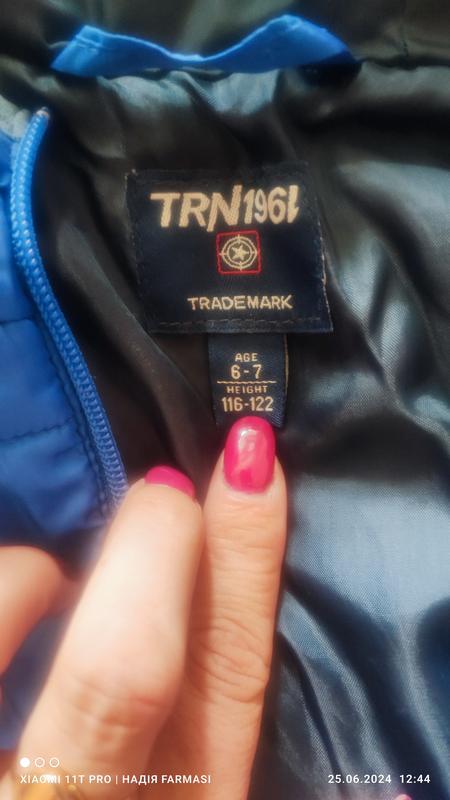 TRN1961
TRADEMARK
AGE
6-7
HEIGHT
116-122
XIAOMI 11T PRO | НАДІЯ FARMASI
25.06.2024 12:44